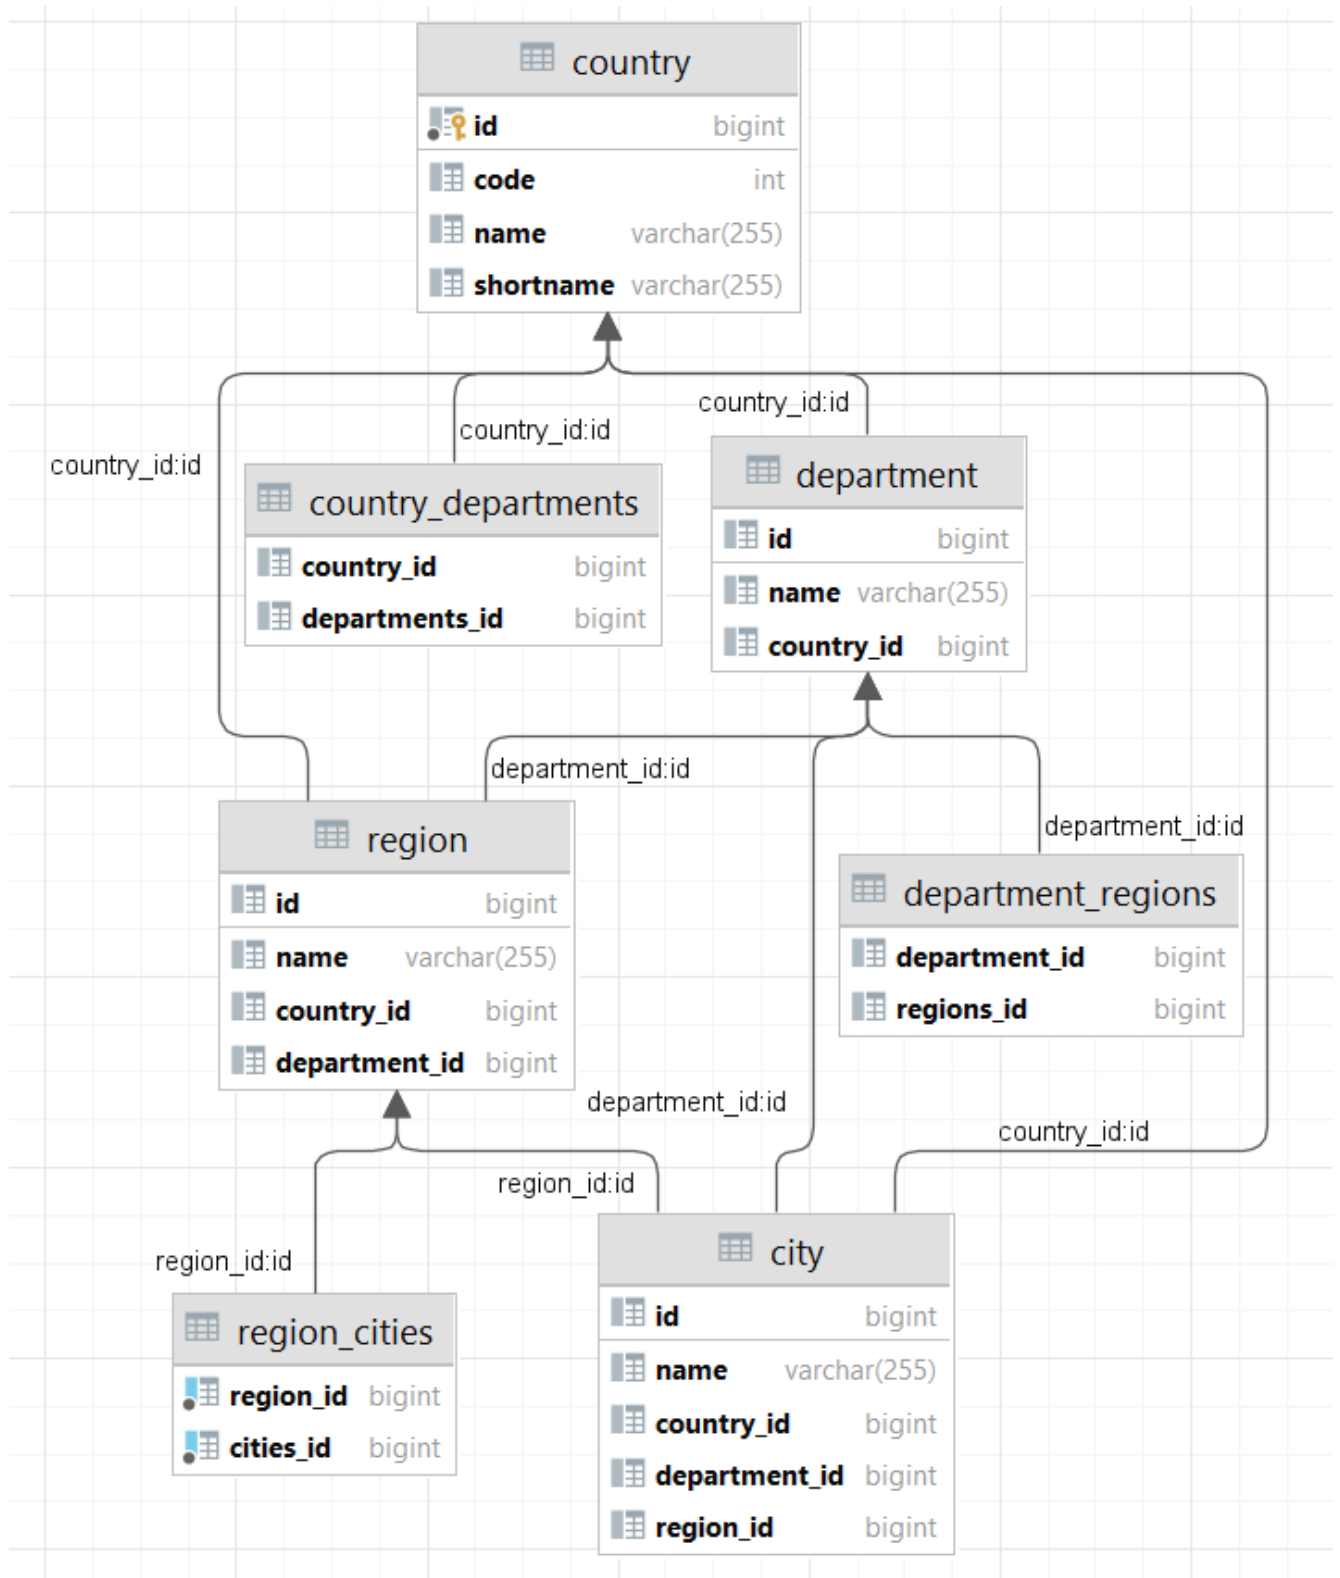 country
id bigint
code int
name varchar(255)
shortname varchar(255)
country_id:id
country_id:id
country_id:id
country_departments
country_id bigint
departments_id bigint
department
id bigint
name varchar(255)
country_id bigint
department_id:id
department_id:id
region
id bigint
name varchar(255)
country_id bigint
department_id bigint
department_regions
department_id bigint
regions_id bigint
department_id:id
country_id:id
region_id:id
region_id:id
region_cities
region_id bigint
cities_id bigint
city
id bigint
name varchar(255)
country_id bigint
department_id bigint
region_id bigint